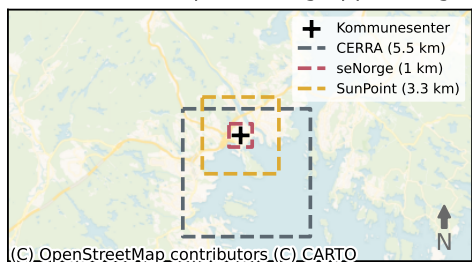 Kommunesenter
CERRA (5.5 km)
seNorge (1 km)
SunPoint (3.3 km)
N
(C) OpenStreetMap contributors (C) CARTO